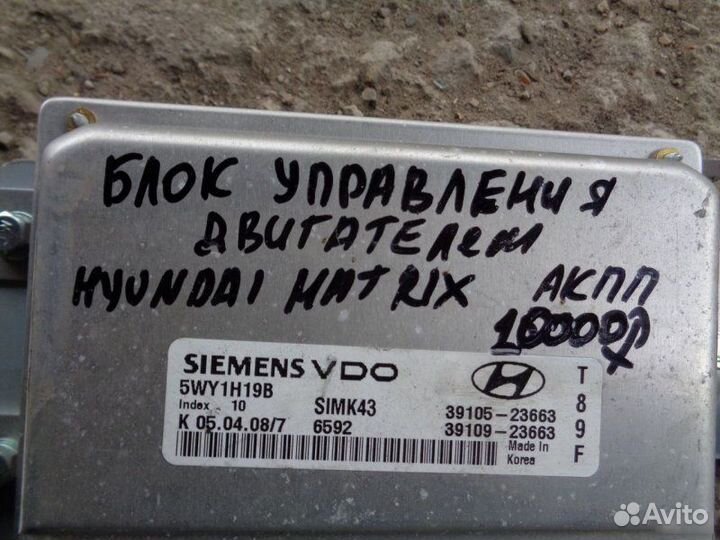 БЛОК УПРАВЛЕНИЯ
ДВИГАТЕЛЕМ
HYUNDAI MATRIX АКПП
10000р
SIEMENS VDO
5WY1H19B
Index 10 SIMK43 39105-23663
K 05.04.08/7 6592 39109-23663
Made In
Korea
T
8
9
F
Avito